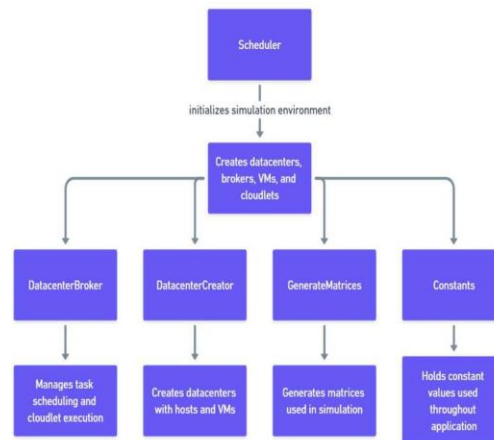 Scheduler
initializes simulation environment
Creates datacenters,
brokers, VMs, and
cloudlets
DatacenterBroker
DatacenterCreator
GenerateMatrices
Constants
Manages task
scheduling and
cloudlet execution
Creates datacenters
with hosts and VMs
Generates matrices
used in simulation
Holds constant
values used
throughout
application